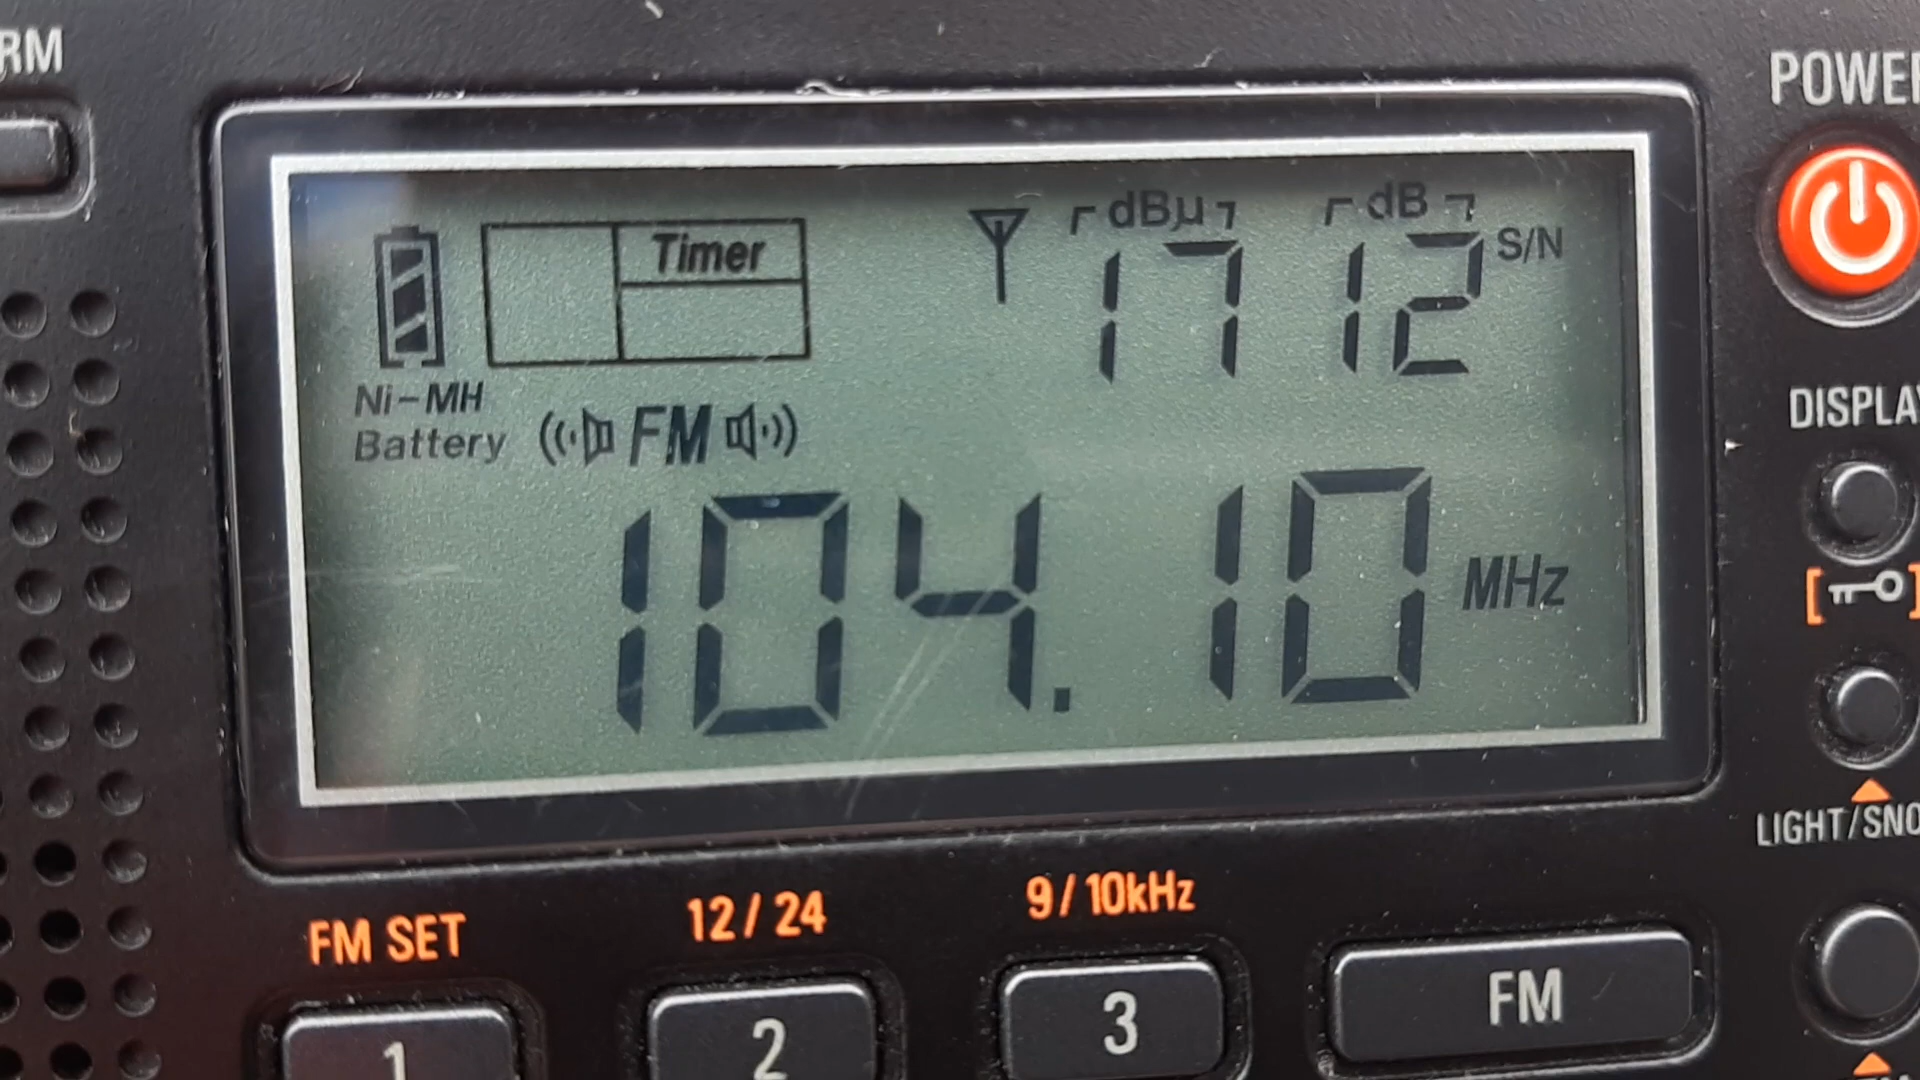 RM
POWER
dBµ dB
17 12 S/N
Timer
Ni-MH
Battery
FM
104.10 MHz
DISPLAY
LIGHT/SNO
FM SET
12/24
9/10kHz
1
2
3
FM